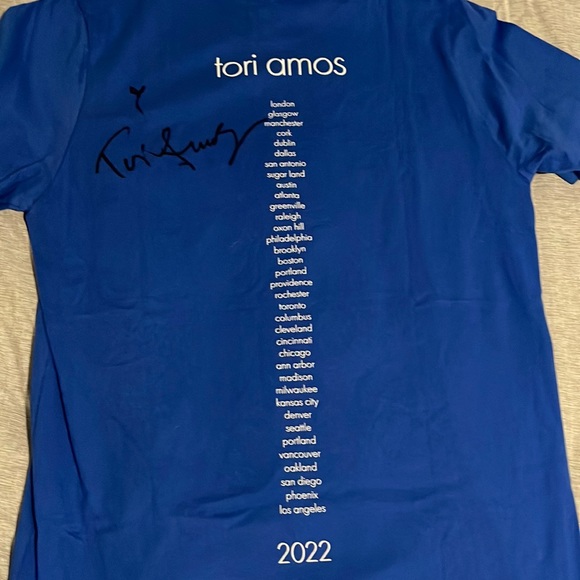 tori amos
london
glasgow
manchester
cork
dublin
Tori Amos
dallas
san antonio
sugar land
austin
atlanta
greenville
raleigh
oxon hill
philadelphia
brooklyn
boston
portland
providence
rochester
toronto
columbus
cleveland
cincinnati
chicago
ann arbor
madison
milwaukee
kansas city
denver
seattle
portland
vancouver
oakland
san diego
phoenix
los angeles
2022